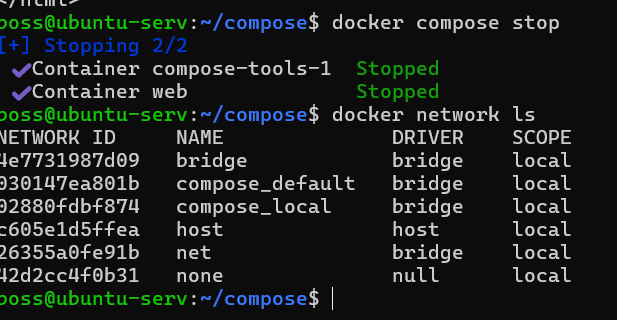 </html>
boss@ubuntu-serv:~/compose$ docker compose stop
[+] Stopping 2/2
✔Container compose-tools-1  Stopped
✔Container web              Stopped
boss@ubuntu-serv:~/compose$ docker network ls
NETWORK ID     NAME              DRIVER    SCOPE
4e7731987d09   bridge            bridge    local
030147ea801b   compose_default   bridge    local
02880fdbf874   compose_local     bridge    local
c605e1d5ffea   host              host      local
26355a0fe91b   net               bridge    local
42d2cc4f0b31   none              null      local
boss@ubuntu-serv:~/compose$